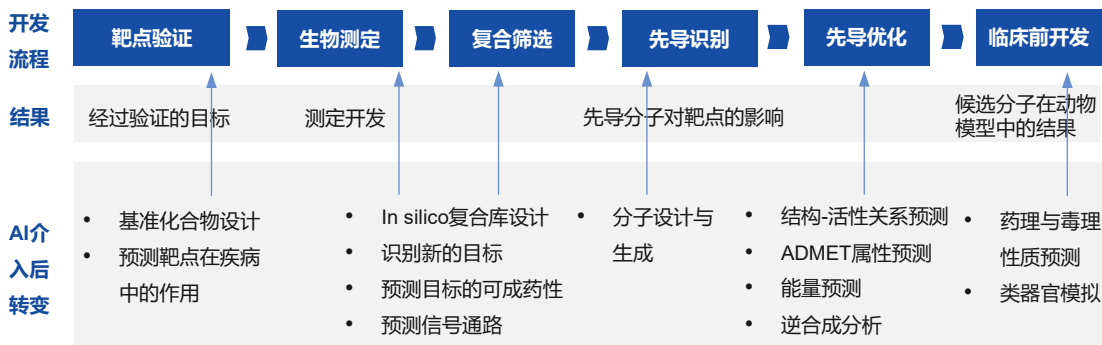 开发
流程
靶点验证
生物测定
复合筛选
先导识别
先导优化
临床前开发
结果
经过验证的目标
测定开发
先导分子对靶点的影响
候选分子在动物
模型中的结果
AI介
入后
转变
• 基准化合物设计
• 预测靶点在疾病
中的作用
• In silico复合库设计
• 识别新的目标
• 预测目标的可成药性
• 预测信号通路
• 分子设计与
生成
• 结构-活性关系预测
• ADMET属性预测
• 能量预测
• 逆合成分析
• 药理与毒理
性质预测
• 类器官模拟